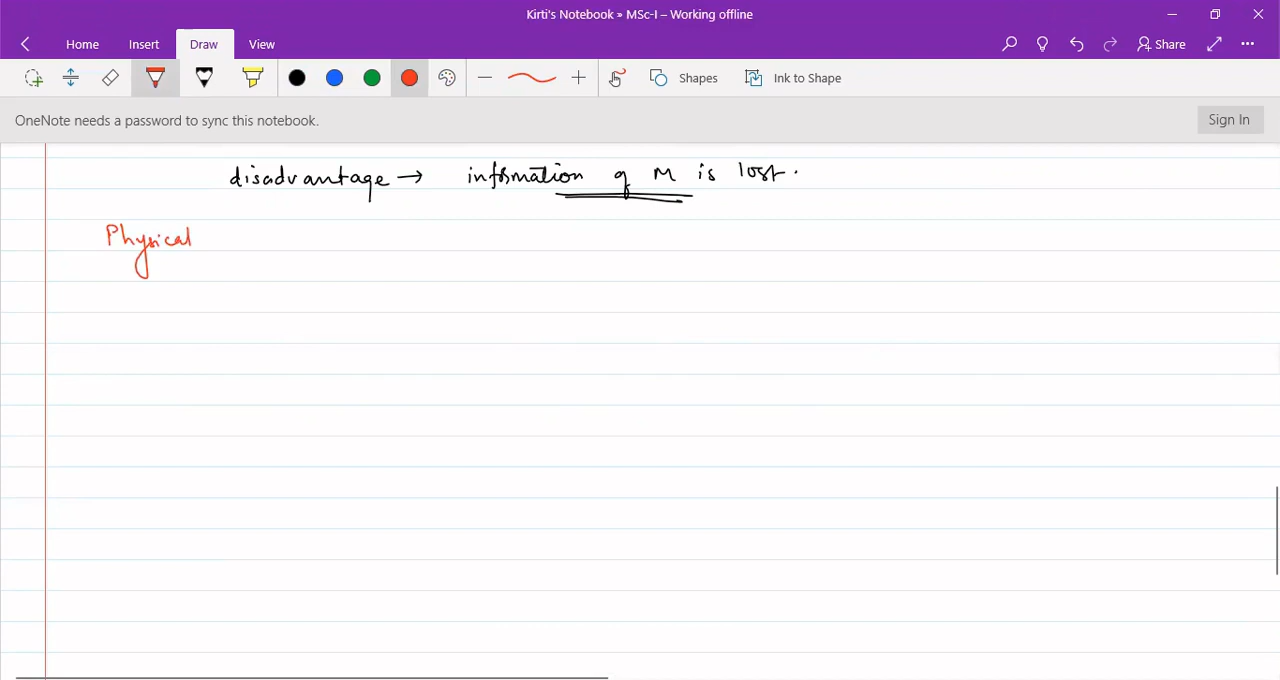 Kirti's Notebook » MSc-I – Working offline
Home Insert Draw View Share
Shapes Ink to Shape
OneNote needs a password to sync this notebook. Sign In
disadvantage → information of M is lost.
Physical